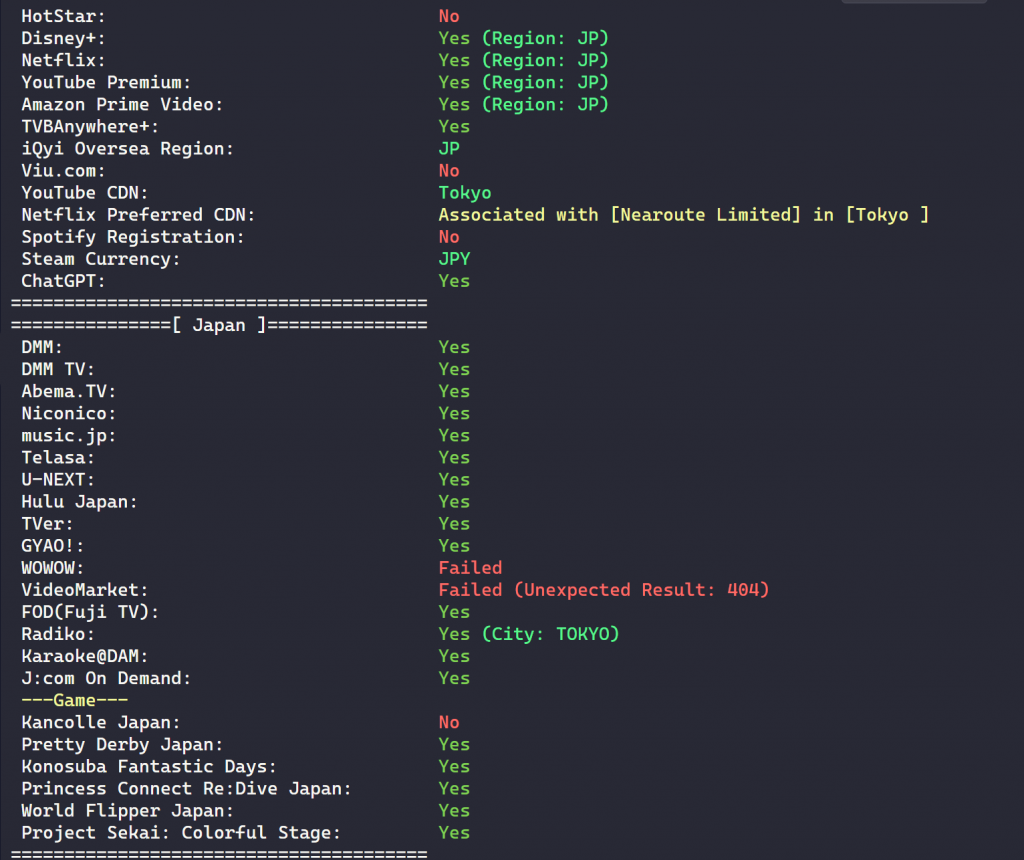 HotStar: No
Disney+: Yes (Region: JP)
Netflix: Yes (Region: JP)
YouTube Premium: Yes (Region: JP)
Amazon Prime Video: Yes (Region: JP)
TVBAnywhere+: Yes
iQyi Oversea Region: JP
Viu.com: No
YouTube CDN: Tokyo
Netflix Preferred CDN: Associated with [Nearoute Limited] in [Tokyo ]
Spotify Registration: No
Steam Currency: JPY
ChatGPT: Yes
=======================================
===============[ Japan ]===============
DMM: Yes
DMM TV: Yes
Abema.TV: Yes
Niconico: Yes
music.jp: Yes
Telasa: Yes
U-NEXT: Yes
Hulu Japan: Yes
TVer: Yes
GYAO!: Yes
WOWOW: Failed
VideoMarket: Failed (Unexpected Result: 404)
FOD(Fuji TV): Yes
Radiko: Yes (City: TOKYO)
Karaoke@DAM: Yes
J:com On Demand: Yes
---Game---
Kancolle Japan: No
Pretty Derby Japan: Yes
Konosuba Fantastic Days: Yes
Princess Connect Re:Dive Japan: Yes
World Flipper Japan: Yes
Project Sekai: Colorful Stage: Yes
=======================================